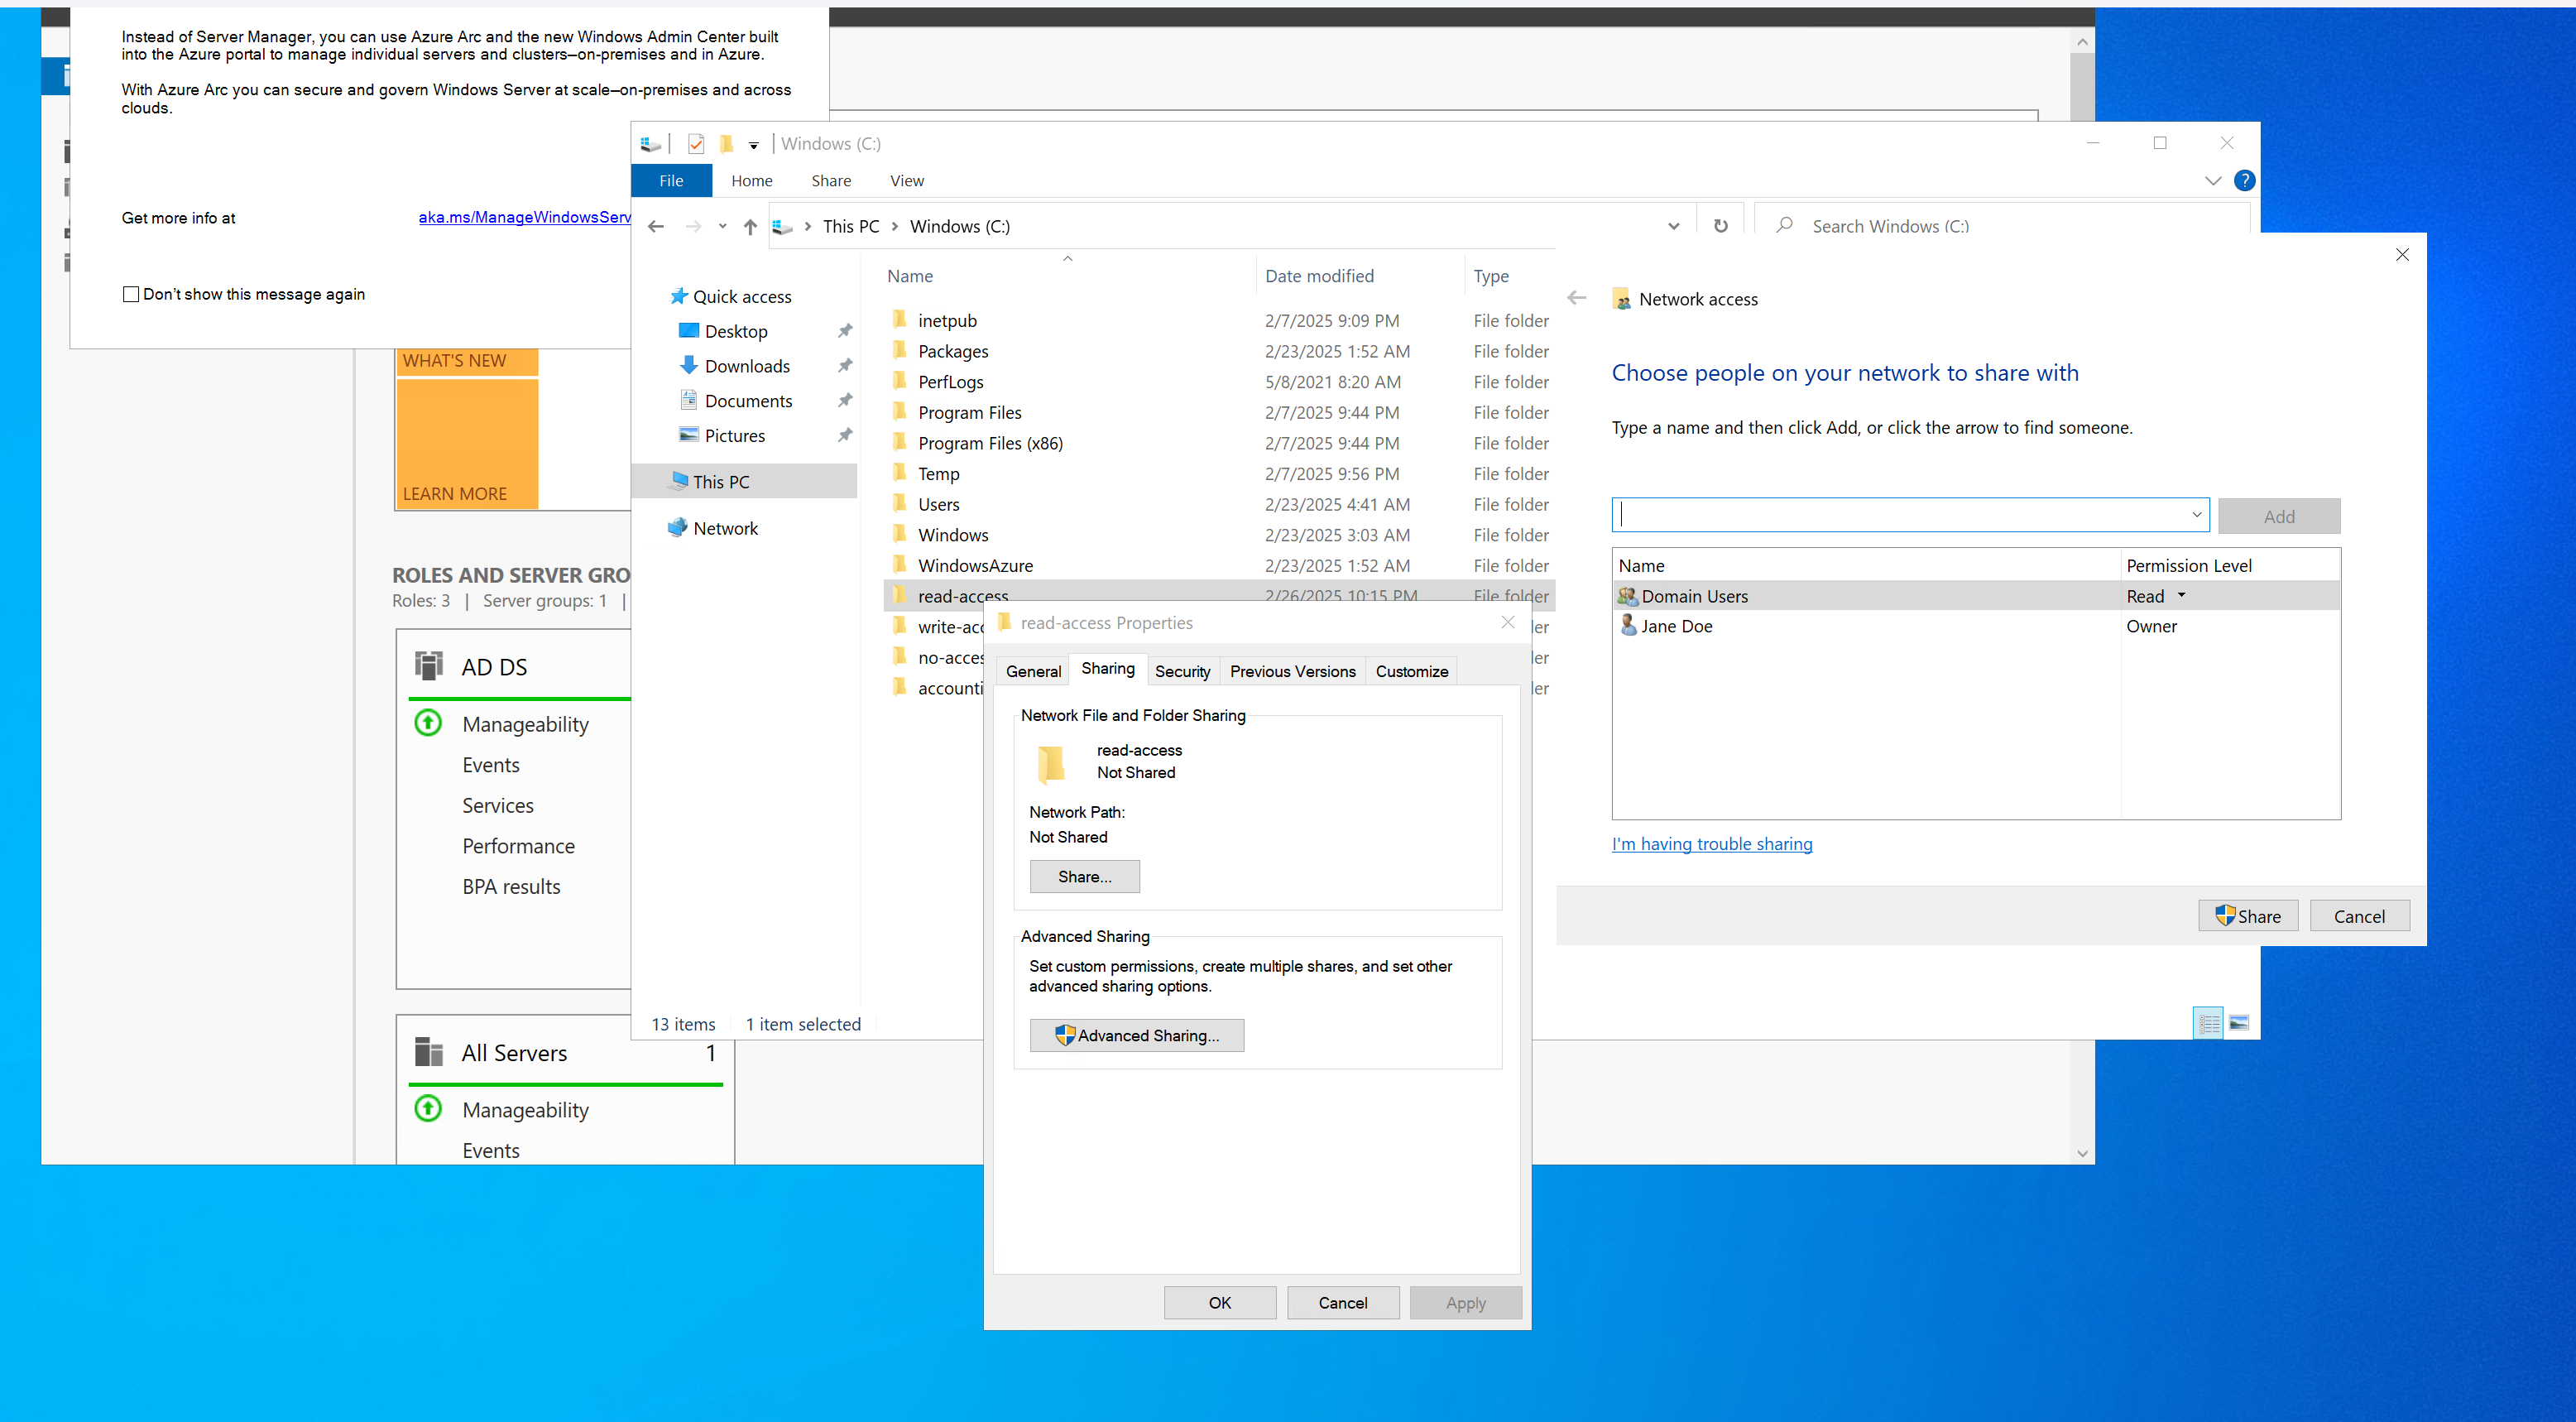 Instead of Server Manager, you can use Azure Arc and the new Windows Admin Center built
into the Azure portal to manage individual servers and clusters–on-premises and in Azure.
With Azure Arc you can secure and govern Windows Server at scale–on-premises and across
clouds.
Get more info at
aka.ms/ManageWindowsServ
Don't show this message again
WHAT'S NEW
LEARN MORE
ROLES AND SERVER GRO
Roles: 3 | Server groups: 1 |
AD DS
Manageability
Events
Services
Performance
BPA results
All Servers 1
Manageability
Events
Windows (C:)
File Home Share View
This PC > Windows (C:)
Search Windows (C:)
Quick access
Desktop
Downloads
Documents
Pictures
This PC
Network
Name Date modified Type
inetpub 2/7/2025 9:09 PM File folder
Packages 2/23/2025 1:52 AM File folder
PerfLogs 5/8/2021 8:20 AM File folder
Program Files 2/7/2025 9:44 PM File folder
Program Files (x86) 2/7/2025 9:44 PM File folder
Temp 2/7/2025 9:56 PM File folder
Users 2/23/2025 4:41 AM File folder
Windows 2/23/2025 3:03 AM File folder
WindowsAzure 2/23/2025 1:52 AM File folder
read-access 2/26/2025 10:15 PM File folder
write-acc der
no-acces der
accounti der
13 items 1 item selected
read-access Properties
General Sharing Security Previous Versions Customize
Network File and Folder Sharing
read-access
Not Shared
Network Path:
Not Shared
Share...
Advanced Sharing
Set custom permissions, create multiple shares, and set other
advanced sharing options.
Advanced Sharing...
OK Cancel Apply
Network access
Choose people on your network to share with
Type a name and then click Add, or click the arrow to find someone.
Add
Name Permission Level
Domain Users Read
Jane Doe Owner
I'm having trouble sharing
Share Cancel